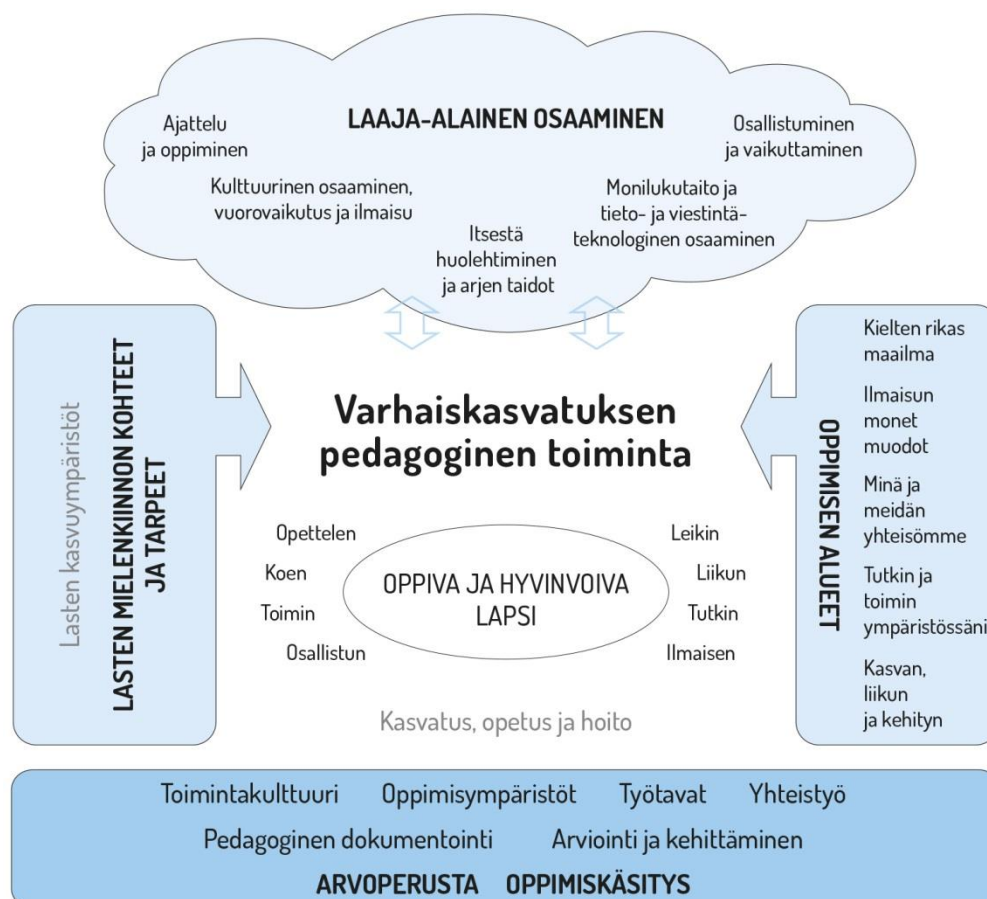 LAAJA-ALAINEN OSAAMINEN
Ajattelu
ja oppiminen
Osallistuminen
ja vaikuttaminen
Kulttuurinen osaaminen,
vuorovaikutus ja ilmaisu
Monilukutaito ja
tieto- ja viestintä-
teknologinen osaaminen
Itsestä
huolehtiminen
ja arjen taidot
Lasten kasvuympäristöt
LASTEN MIELENKIINNON KOHTEET
JA TARPEET
Varhaiskasvatuksen
pedagoginen toiminta
Opettelen
Koen
Toimin
Osallistun
OPPIVA JA HYVINVOIVA
LAPSI
Leikin
Liikun
Tutkin
Ilmaisen
Kasvatus, opetus ja hoito
OPPIMISEN ALUEET
Kielten rikas
maailma
Ilmaisun
monet
muodot
Minä ja
meidän
yhteisömme
Tutkin ja
toimin
ympäristössäni
Kasvan,
liikun
ja kehityn
Toimintakulttuuri Oppimisympäristöt Työtavat Yhteistyö
Pedagoginen dokumentointi Arviointi ja kehittäminen
ARVOPERUSTA OPPIMISKÄSITYS